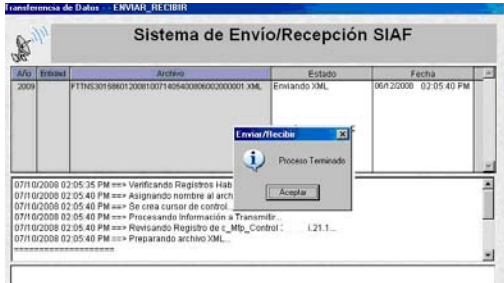 Transferencia de Datos - - ENVIAR_RECIBIR
Sistema de Envío/Recepción SIAF
Año Entidad Archivo Estado Fecha
2009 Enviando XML 06/12/2000 02:05:40 PM
Enviar/Recibir
Proceso Terminado
Aceptar
07/10/2008 02:05:35 PM ==> Verificando Registros Hab
07/10/2008 02:05:40 PM ==> Asignando nombre al arch
07/10/2008 02:05:40 PM ==> Se crea cursor de control...
07/10/2008 02:05:40 PM ==> Procesando Información a Transmitir...
07/10/2008 02:05:40 PM ==> Revisando Registro de c_Mfp_Control : i.21.1...
07/10/2008 02:05:40 PM ==> Preparando archivo XML...
====================